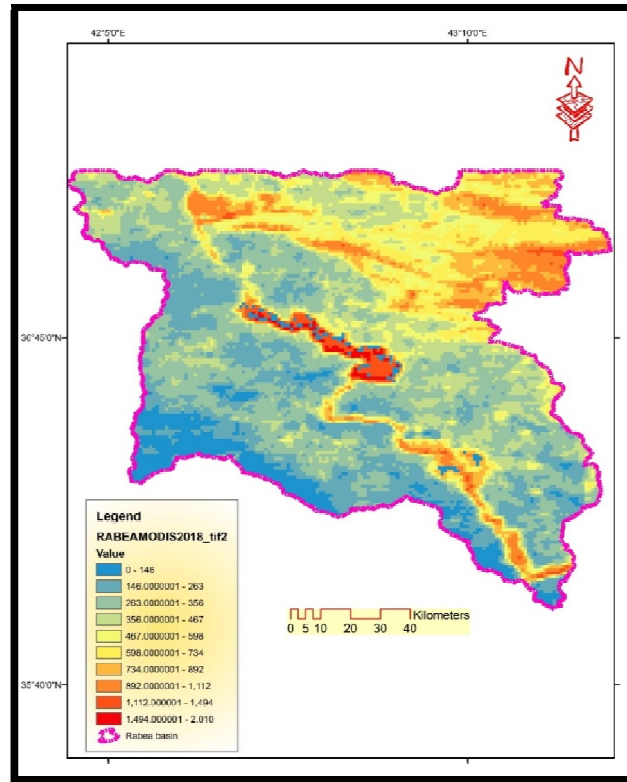 42°5'0"E 43°10'0"E
N
36°45'0"N
Legend
RABEAMODIS2018_tif2
Value
0 - 146
146.0000001 - 263
263.0000001 - 356
356.0000001 - 467
467.0000001 - 598
598.0000001 - 734
734.0000001 - 892
892.0000001 - 1,112
1,112.000001 - 1,494
1,494.000001 - 2,010
Rabea basin
Kilometers
0 5 10 20 30 40
35°40'0"N